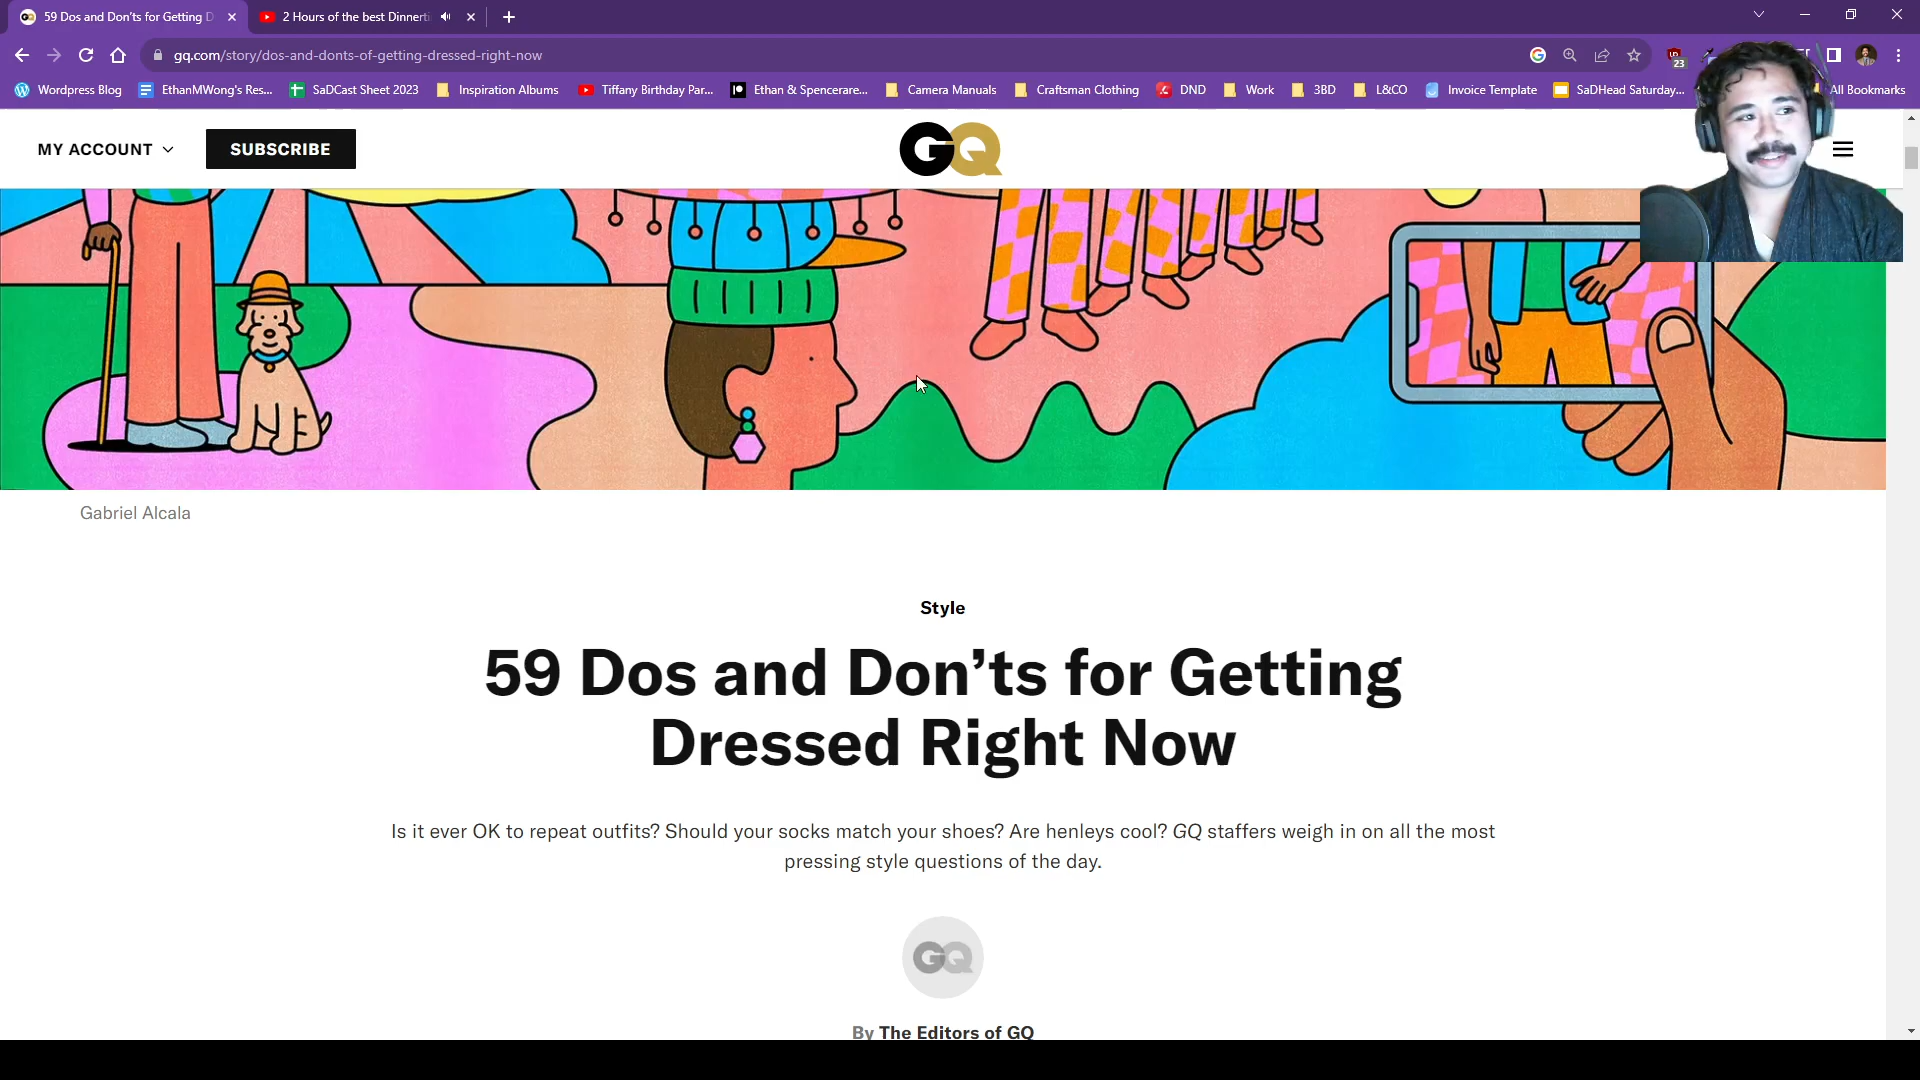 59 Dos and Don'ts for Getting D
2 Hours of the best Dinnerti
gq.com/story/dos-and-donts-of-getting-dressed-right-now
23
Wordpress Blog
EthanMWong's Res...
SaDCast Sheet 2023
Inspiration Albums
Tiffany Birthday Par...
Ethan & Spencerare...
Camera Manuals
Craftsman Clothing
DND
Work
3BD
L&CO
Invoice Template
SaDHead Saturday...
All Bookmarks
MY ACCOUNT
SUBSCRIBE
GQ
Gabriel Alcala
Style
59 Dos and Don’ts for Getting
Dressed Right Now
Is it ever OK to repeat outfits? Should your socks match your shoes? Are henleys cool? GQ staffers weigh in on all the most
pressing style questions of the day.
GQ
By The Editors of GQ